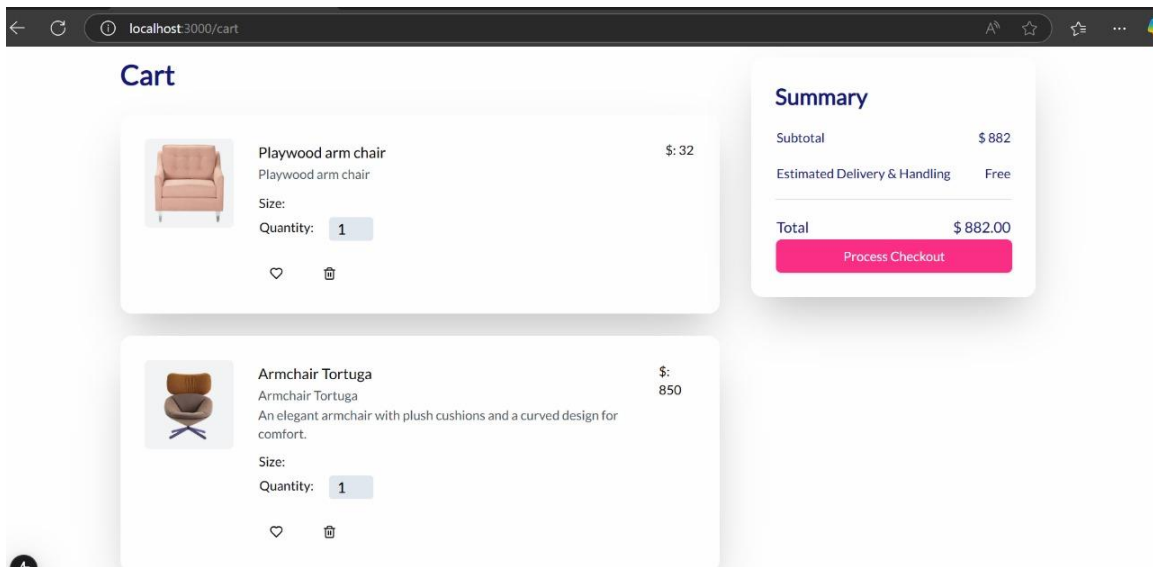 localhost:3000/cart
Cart
Playwood arm chair
$: 32
Playwood arm chair
Size:
Quantity: 1
Armchair Tortuga
$:
850
Armchair Tortuga
An elegant armchair with plush cushions and a curved design for
comfort.
Size:
Quantity: 1
Summary
Subtotal $ 882
Estimated Delivery & Handling Free
Total $ 882.00
Process Checkout